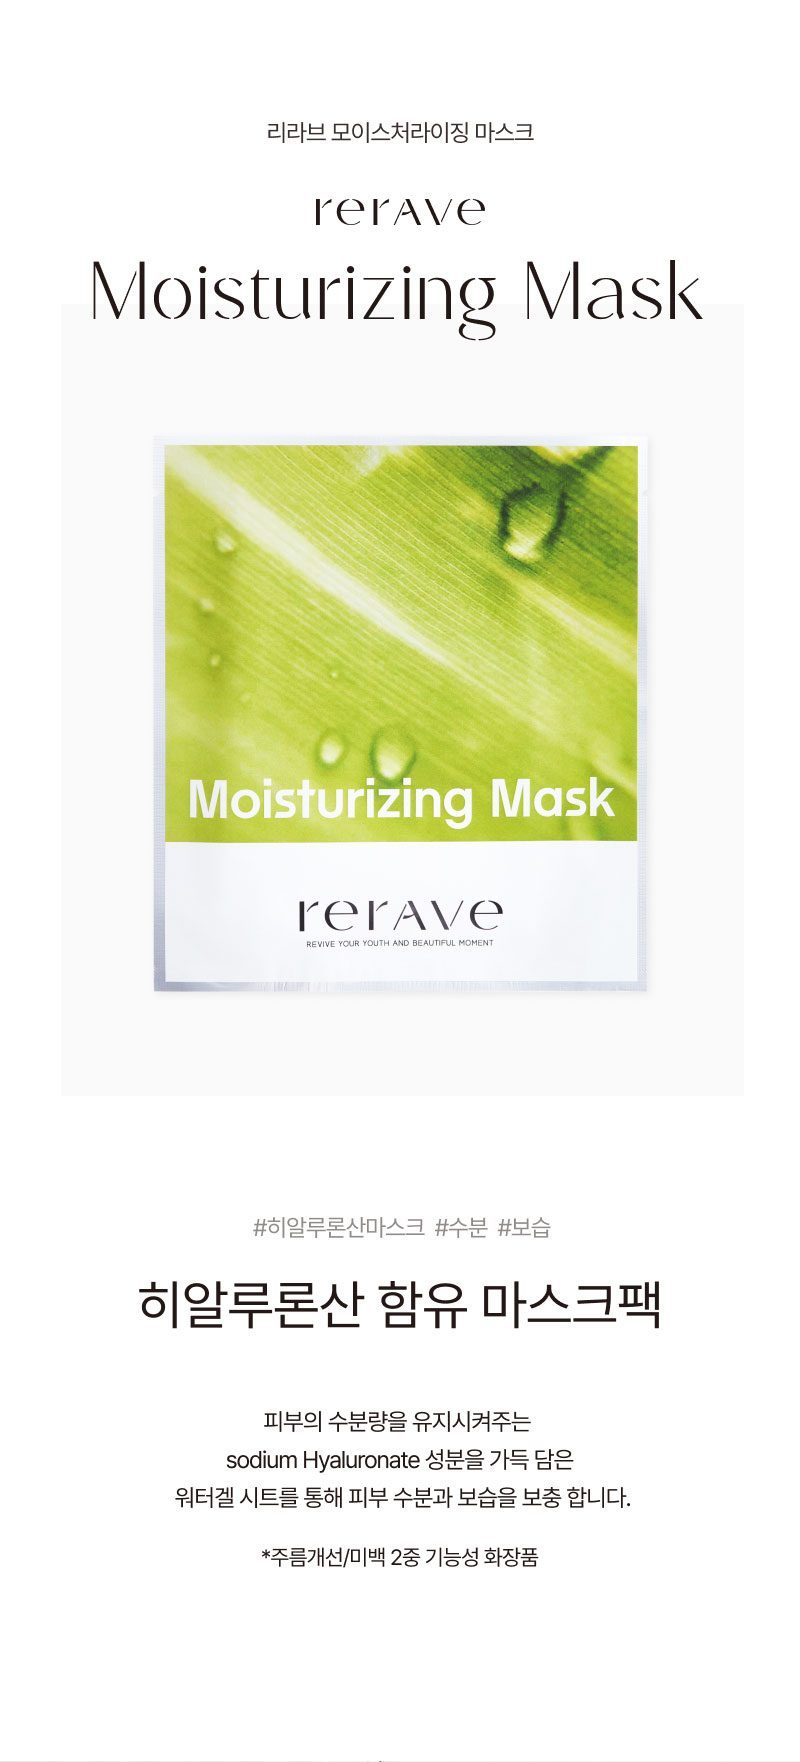 리라브 모이스처라이징 마스크
rerave
Moisturizing Mask
Moisturizing Mask
rerave
REVIVE YOUR YOUTH AND BEAUTIFUL MOMENT
#히알루론산마스크 #수분 #보습
히알루론산 함유 마스크팩
피부의 수분량을 유지시켜주는
sodium Hyaluronate 성분을 가득 담은
워터겔 시트를 통해 피부 수분과 보습을 보충 합니다.
*주름개선/미백 2중 기능성 화장품